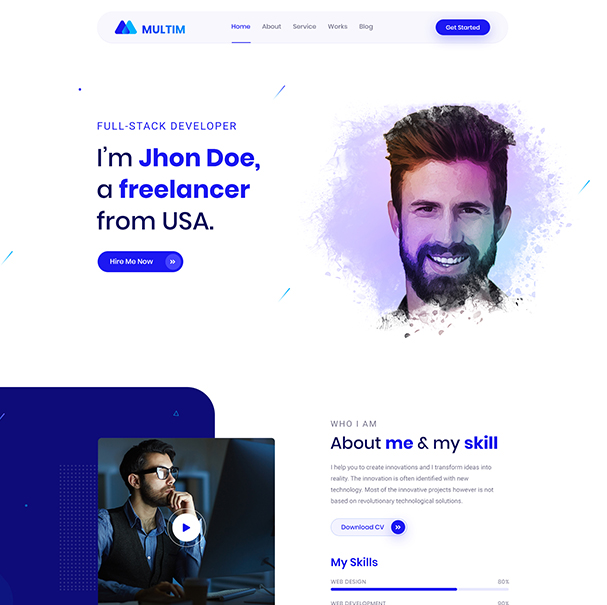 MULTIM
Home About Service Works Blog
Get Started
FULL-STACK DEVELOPER
I'm Jhon Doe,
a freelancer
from USA.
Hire Me Now
WHO I AM
About me & my skill
I help you to create innovations and I transform ideas into
reality. The innovation is often identified with new
technology. Most of the innovative projects however is not
based on revolutionary technological solutions.
Download CV
My Skills
WEB DESIGN 80%
WEB DEVELOPMENT 90%